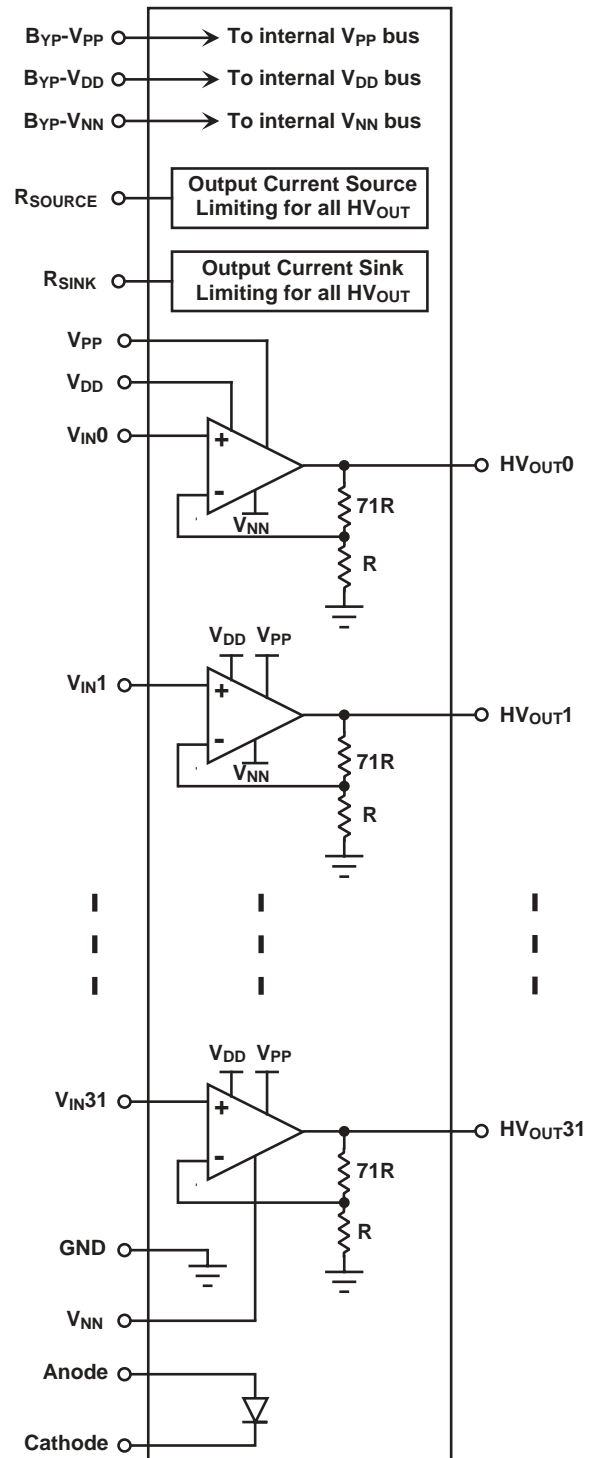 BYP-VPP To internal VPP bus
BYP-VDD To internal VDD bus
BYP-VNN To internal VNN bus
RSOURCE
Output Current Source
Limiting for all HVOUT
RSINK
Output Current Sink
Limiting for all HVOUT
VPP
VDD
VIN0
+
-
VNN
HVOUT0
71R
R
VDD VPP
VIN1
+
-
VNN
HVOUT1
71R
R
VDD VPP
VIN31
+
-
HVOUT31
71R
R
GND
VNN
Anode
Cathode